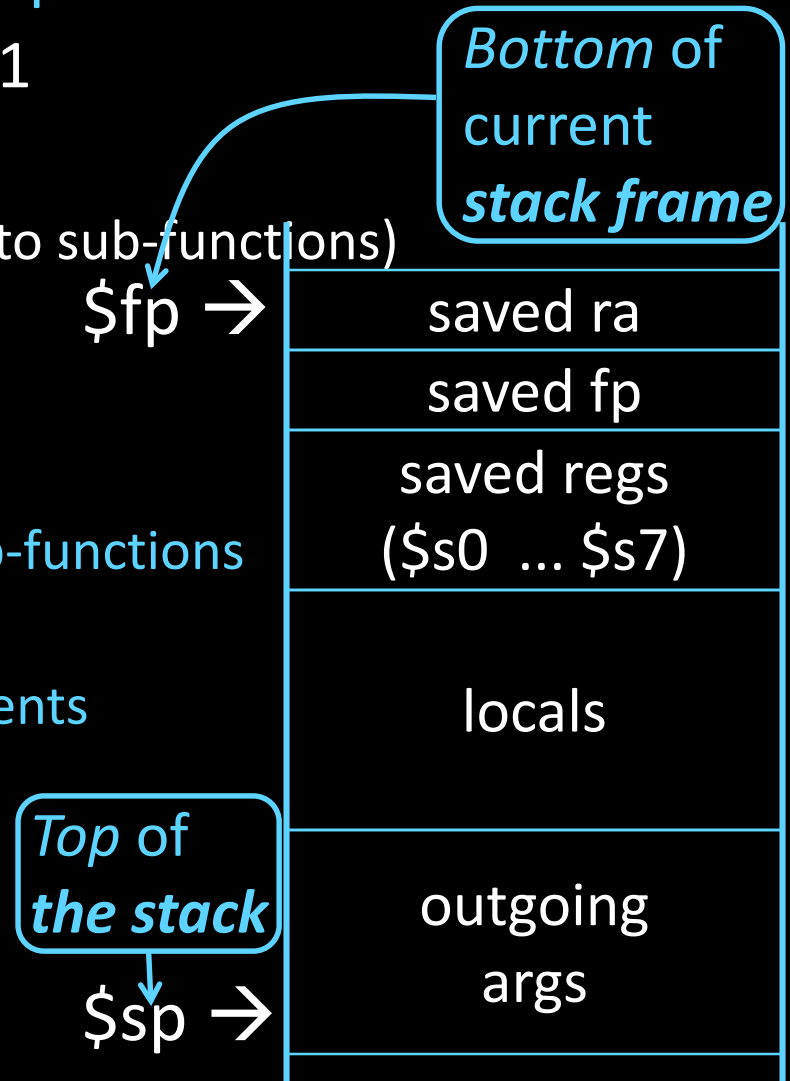 1
Bottom of
current
stack frame
to sub-functions)
$fp →
saved ra
saved fp
saved regs
($s0 ... $s7)
-functions
ents
locals
Top of
the stack
outgoing
args
$sp →